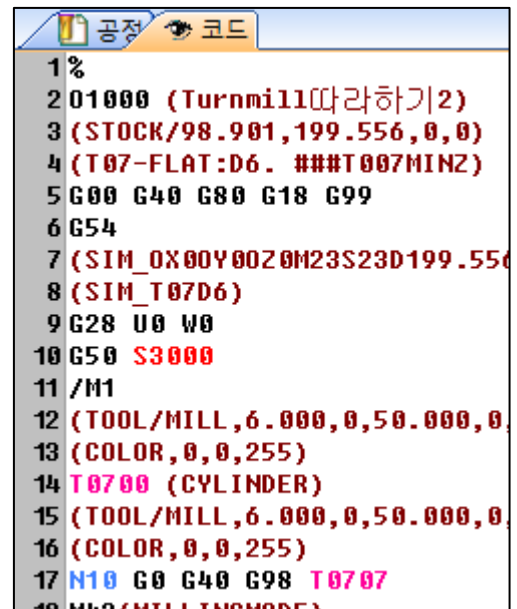 공정 코드
1 %
2 O1000 (Turnmill따라하기2)
3 (STOCK/98.901,199.556,0,0)
4 (T07-FLAT:D6. ###T007MINZ)
5 G00 G40 G80 G18 G99
6 G54
7 (SIM_OX00Y00Z0M23S23D199.556
8 (SIM_T07D6)
9 G28 U0 W0
10 G50 S3000
11 /M1
12 (TOOL/MILL,6.000,0,50.000,0,
13 (COLOR,0,0,255)
14 T0700 (CYLINDER)
15 (TOOL/MILL,6.000,0,50.000,0,
16 (COLOR,0,0,255)
17 N10 G0 G40 G98 T0707